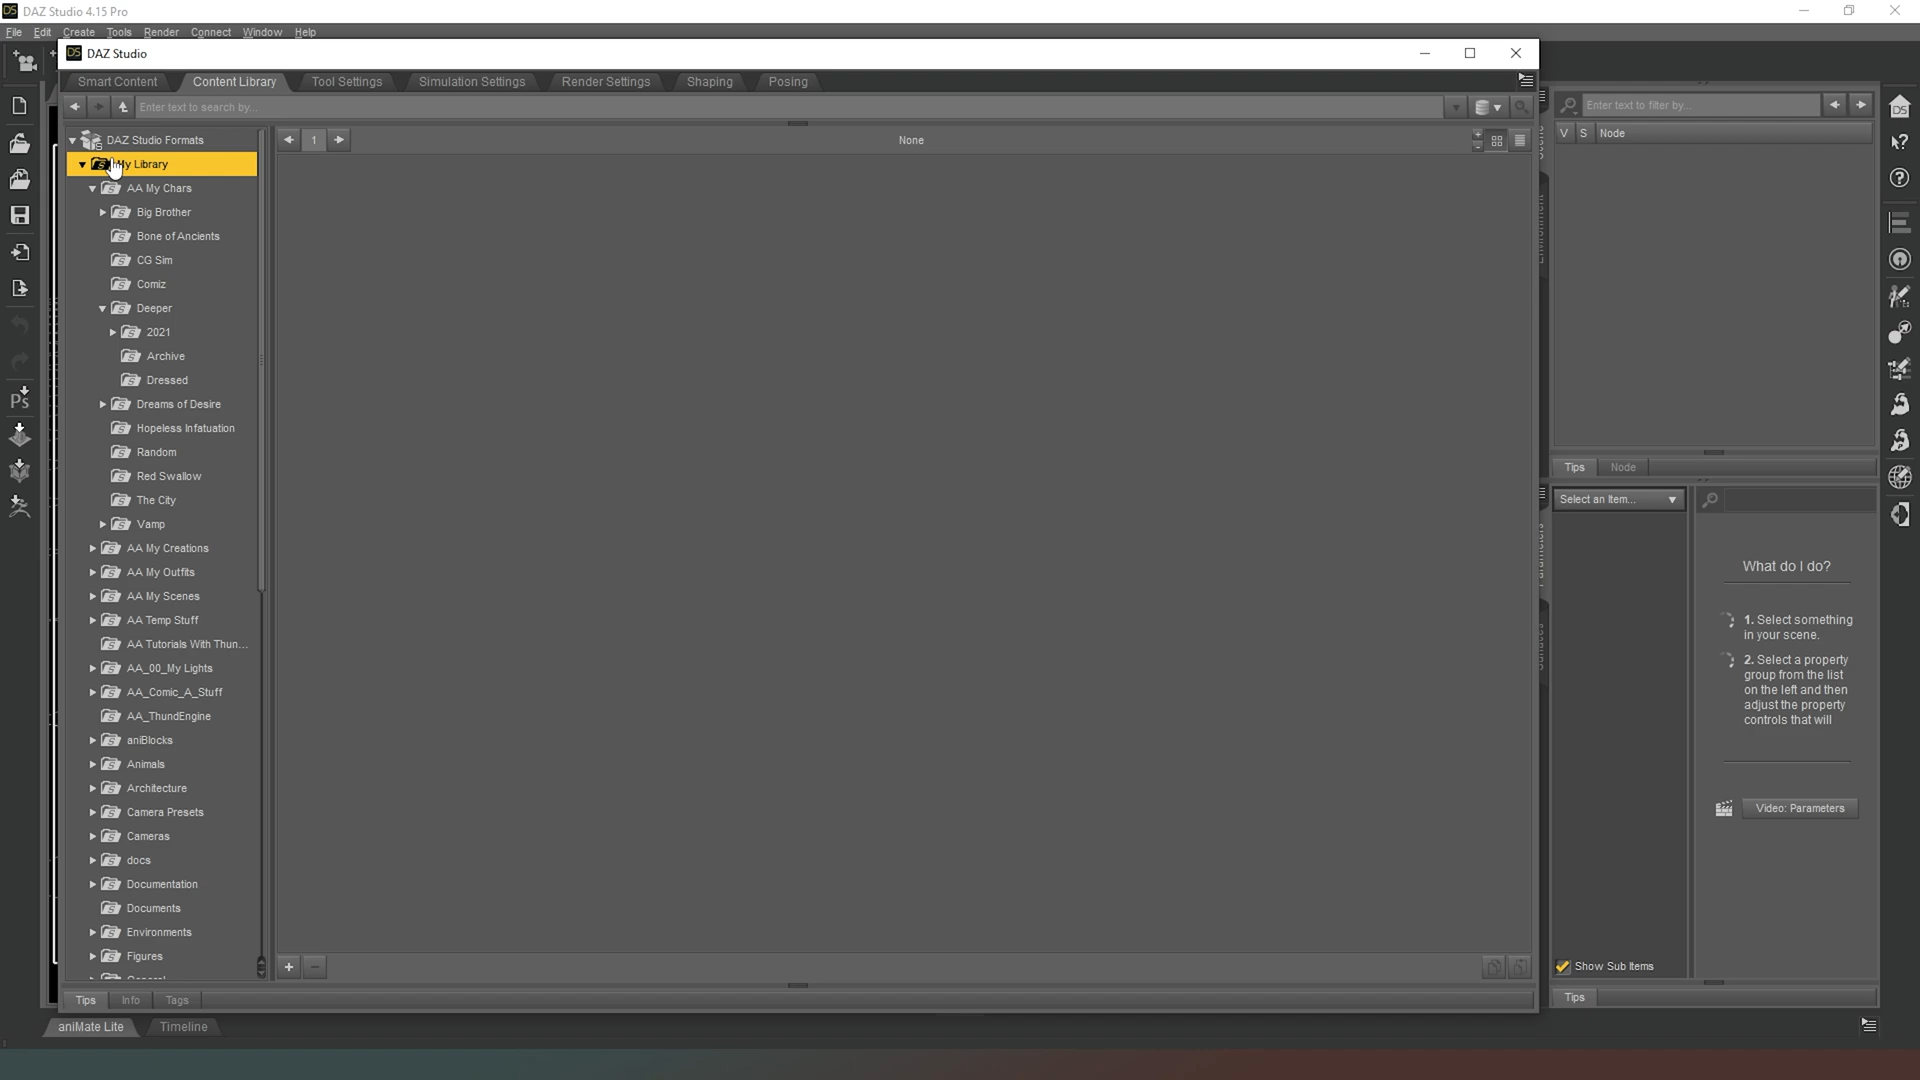 DAZ Studio 4.15 Pro
File Edit Create Tools Render Connect Window Help
DAZ Studio
Smart Content Content Library Tool Settings Simulation Settings Render Settings Shaping Posing
Enter text to search by...
DAZ Studio Formats
My Library
AA My Chars
Big Brother
Bone of Ancients
CG Sim
Comiz
Deeper
2021
Archive
Dressed
Dreams of Desire
Hopeless Infatuation
Random
Red Swallow
The City
Vamp
AA My Creations
AA My Outfits
AA My Scenes
AA Temp Stuff
AA Tutorials With Thun...
AA_00_My Lights
AA_Comic_A_Stuff
AA_ThundEngine
aniBlocks
Animals
Architecture
Camera Presets
Cameras
docs
Documentation
Documents
Environments
Figures
1
None
Tips Info Tags
aniMate Lite Timeline
Enter text to filter by...
V S Node
Tips Node
Select an Item...
What do I do?
1. Select something
in your scene.
2. Select a property
group from the list
on the left and then
adjust the property
controls that will
Video: Parameters
Show Sub Items
Tips